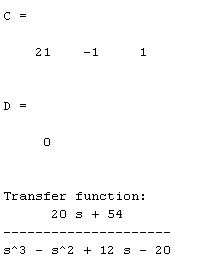 C =
21 -1 1
D =
0
Transfer function:
20 s + 54
---------------------
s^3 - s^2 + 12 s - 20